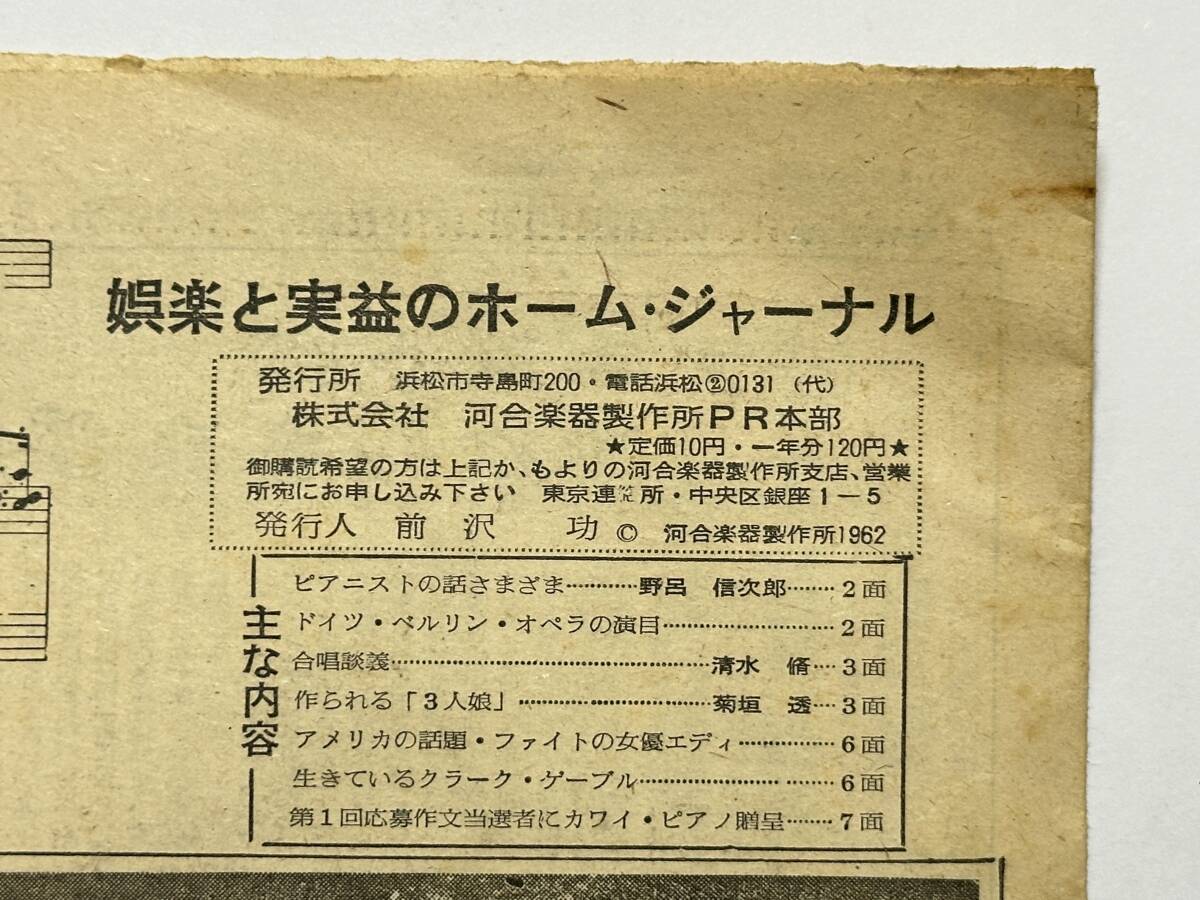 娯楽と実益のホーム・ジャーナル
発行所 浜松市寺島町200・電話浜松②0131（代）
株式会社 河合楽器製作所PR本部
★定価10円・一年分120円★
御購読希望の方は上記か、もよりの河合楽器製作所支店、営業
所宛にお申し込み下さい 東京連絡所・中央区銀座1－5
発行人 前沢 功 © 河合楽器製作所1962
主な内容
ピアニストの話さまざま…………野呂 信次郎………2面
ドイツ・ベルリン・オペラの演目………………………2面
合唱談義………………………………………清水 脩……3面
作られる「3人娘」…………………………菊垣 透……3面
アメリカの話題・ファイトの女優エディ………………6面
生きているクラーク・ゲーブル…………………………6面
第1回応募作文当選者にカワイ・ピアノ贈呈………7面